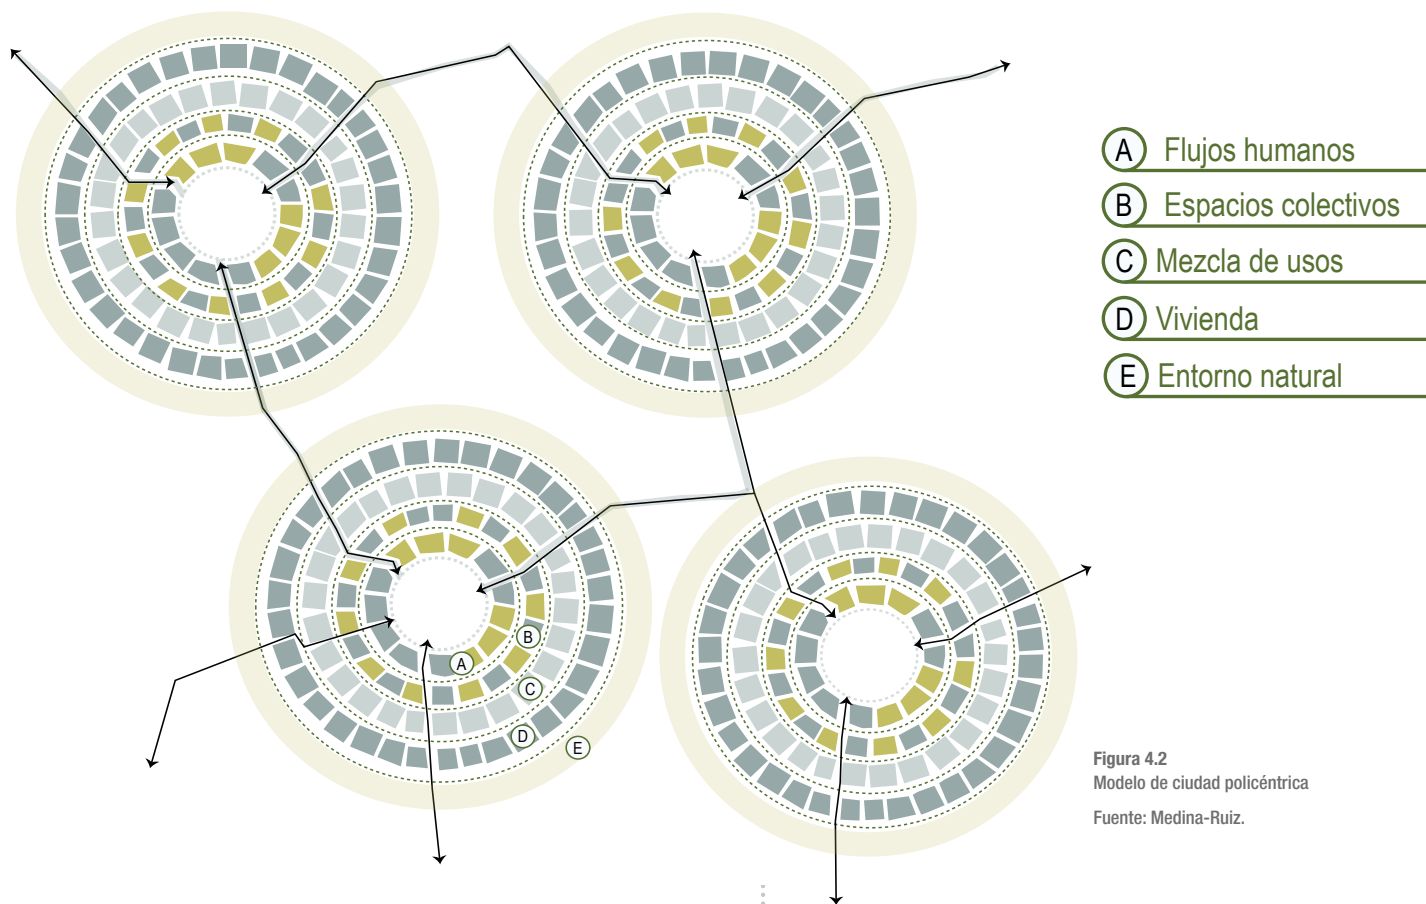 A Flujos humanos
B Espacios colectivos
C Mezcla de usos
D Vivienda
E Entorno natural
B
A
C
D
E
Figura 4.2
Modelo de ciudad policéntrica
Fuente: Medina-Ruiz.